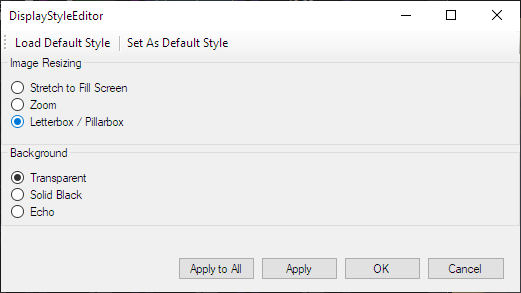 DisplayStyleEditor
Load Default Style Set As Default Style
Image Resizing
Stretch to Fill Screen
Zoom
Letterbox / Pillarbox
Background
Transparent
Solid Black
Echo
Apply to All Apply OK Cancel